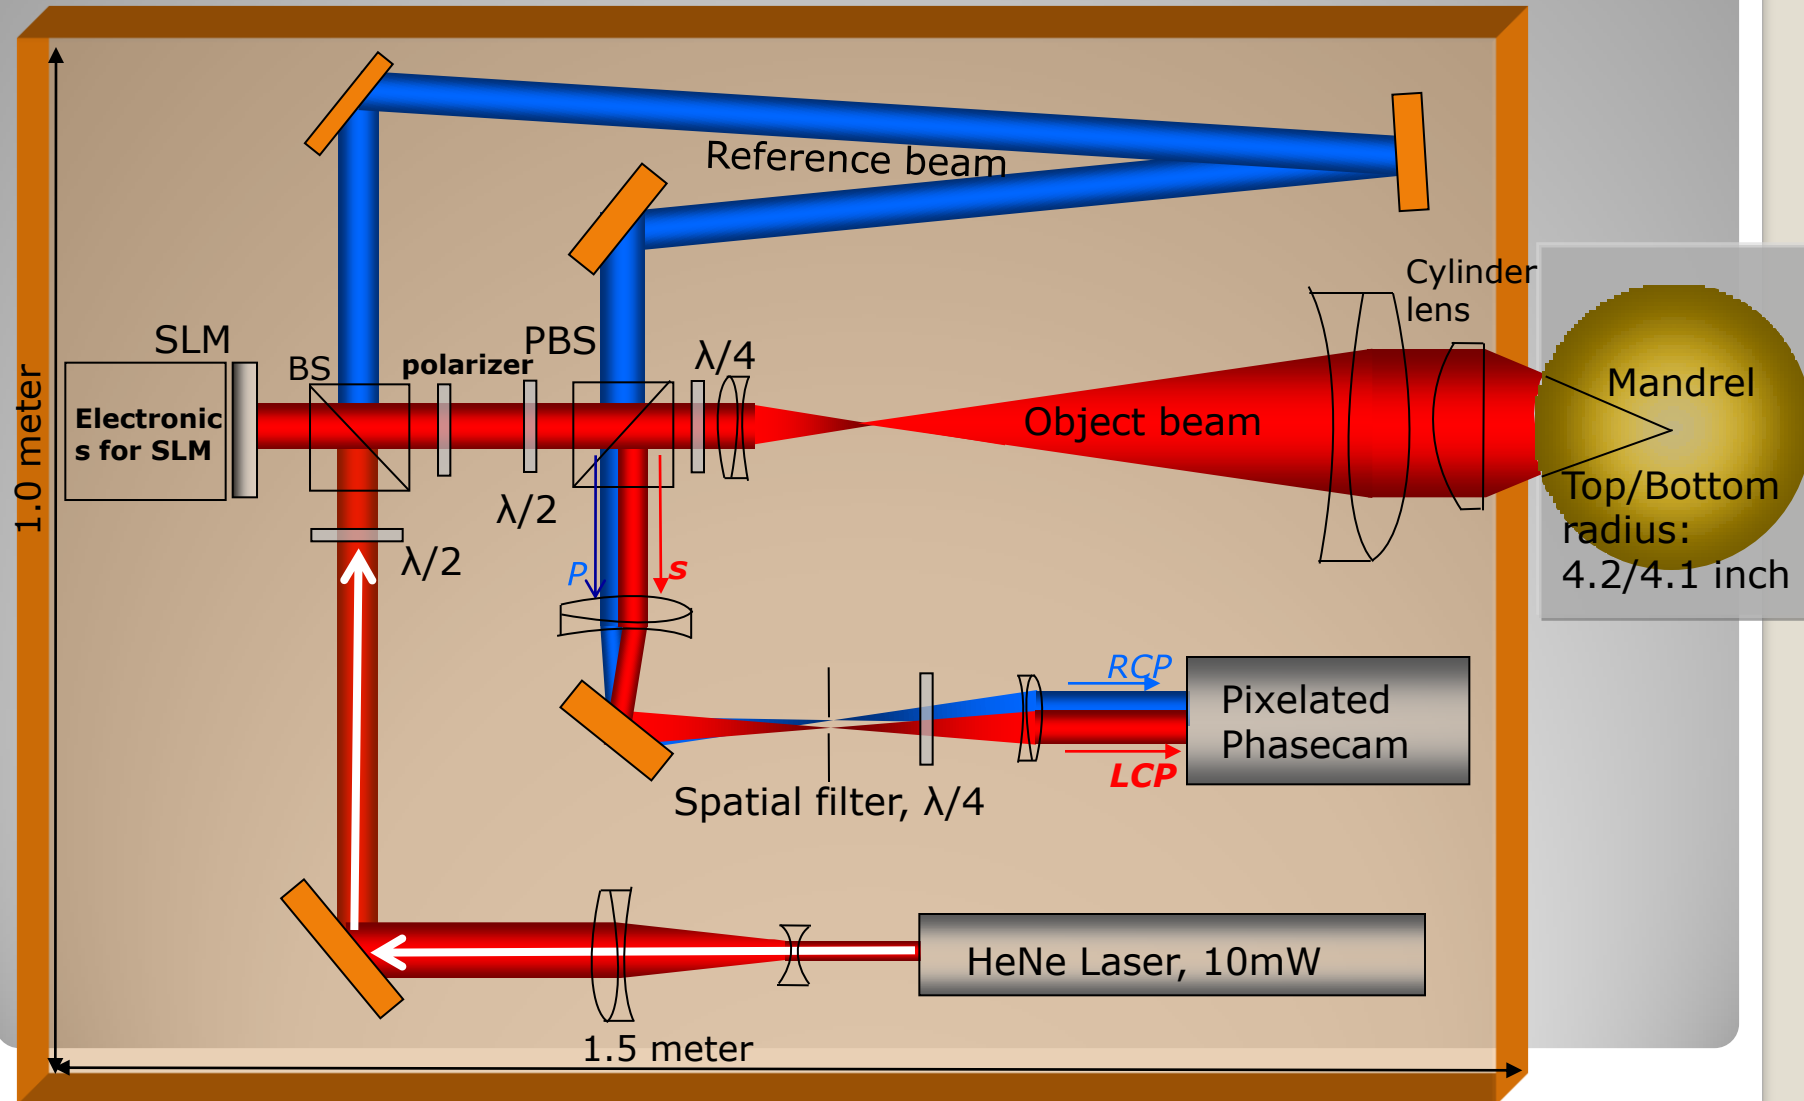 Reference beam
Cylinder
lens
SLM
BS
polarizer
PBS
λ/4
1.0 meter
Electronic
s for SLM
Object beam
Mandrel
Top/Bottom
radius:
4.2/4.1 inch
λ/2
λ/2
P
s
RCP
Pixelated
Phasecam
LCP
Spatial filter, λ/4
HeNe Laser, 10mW
1.5 meter